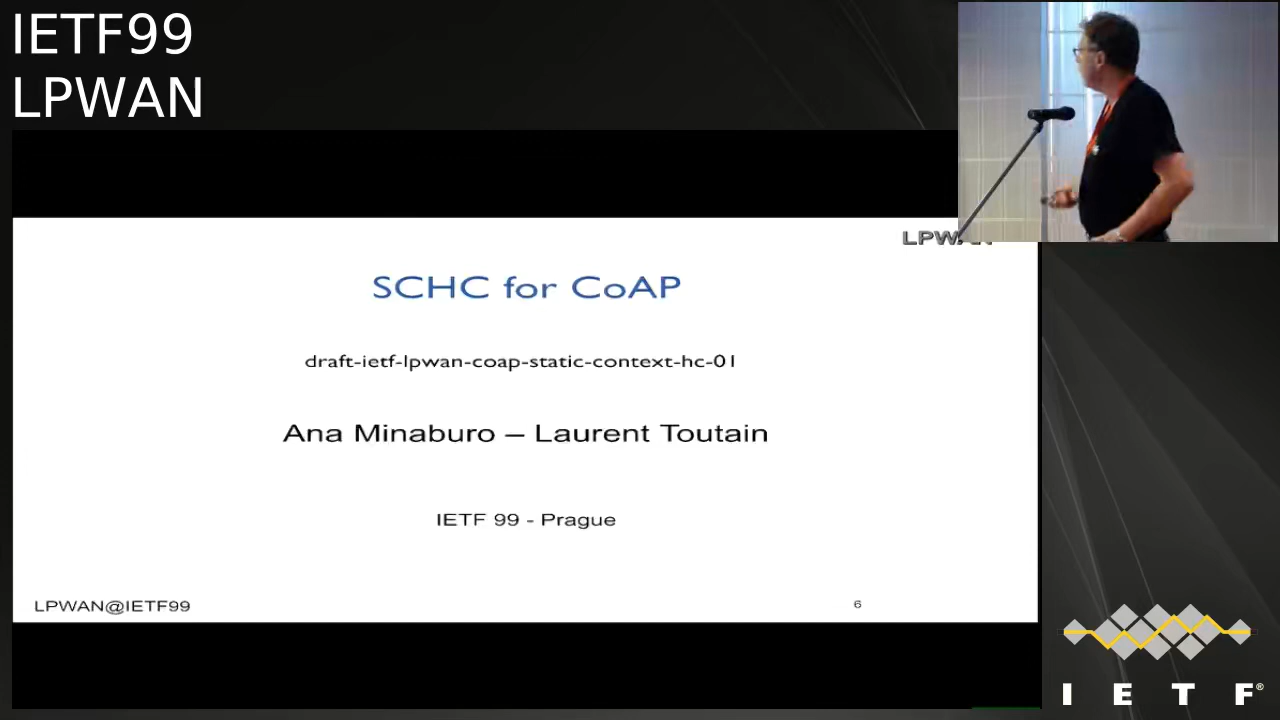 IETF99
LPWAN
SCHC for CoAP
draft-ietf-lpwan-coap-static-context-hc-01
Ana Minaburo – Laurent Toutain
IETF 99 - Prague
LPWAN@IETF99
6
I E T F®